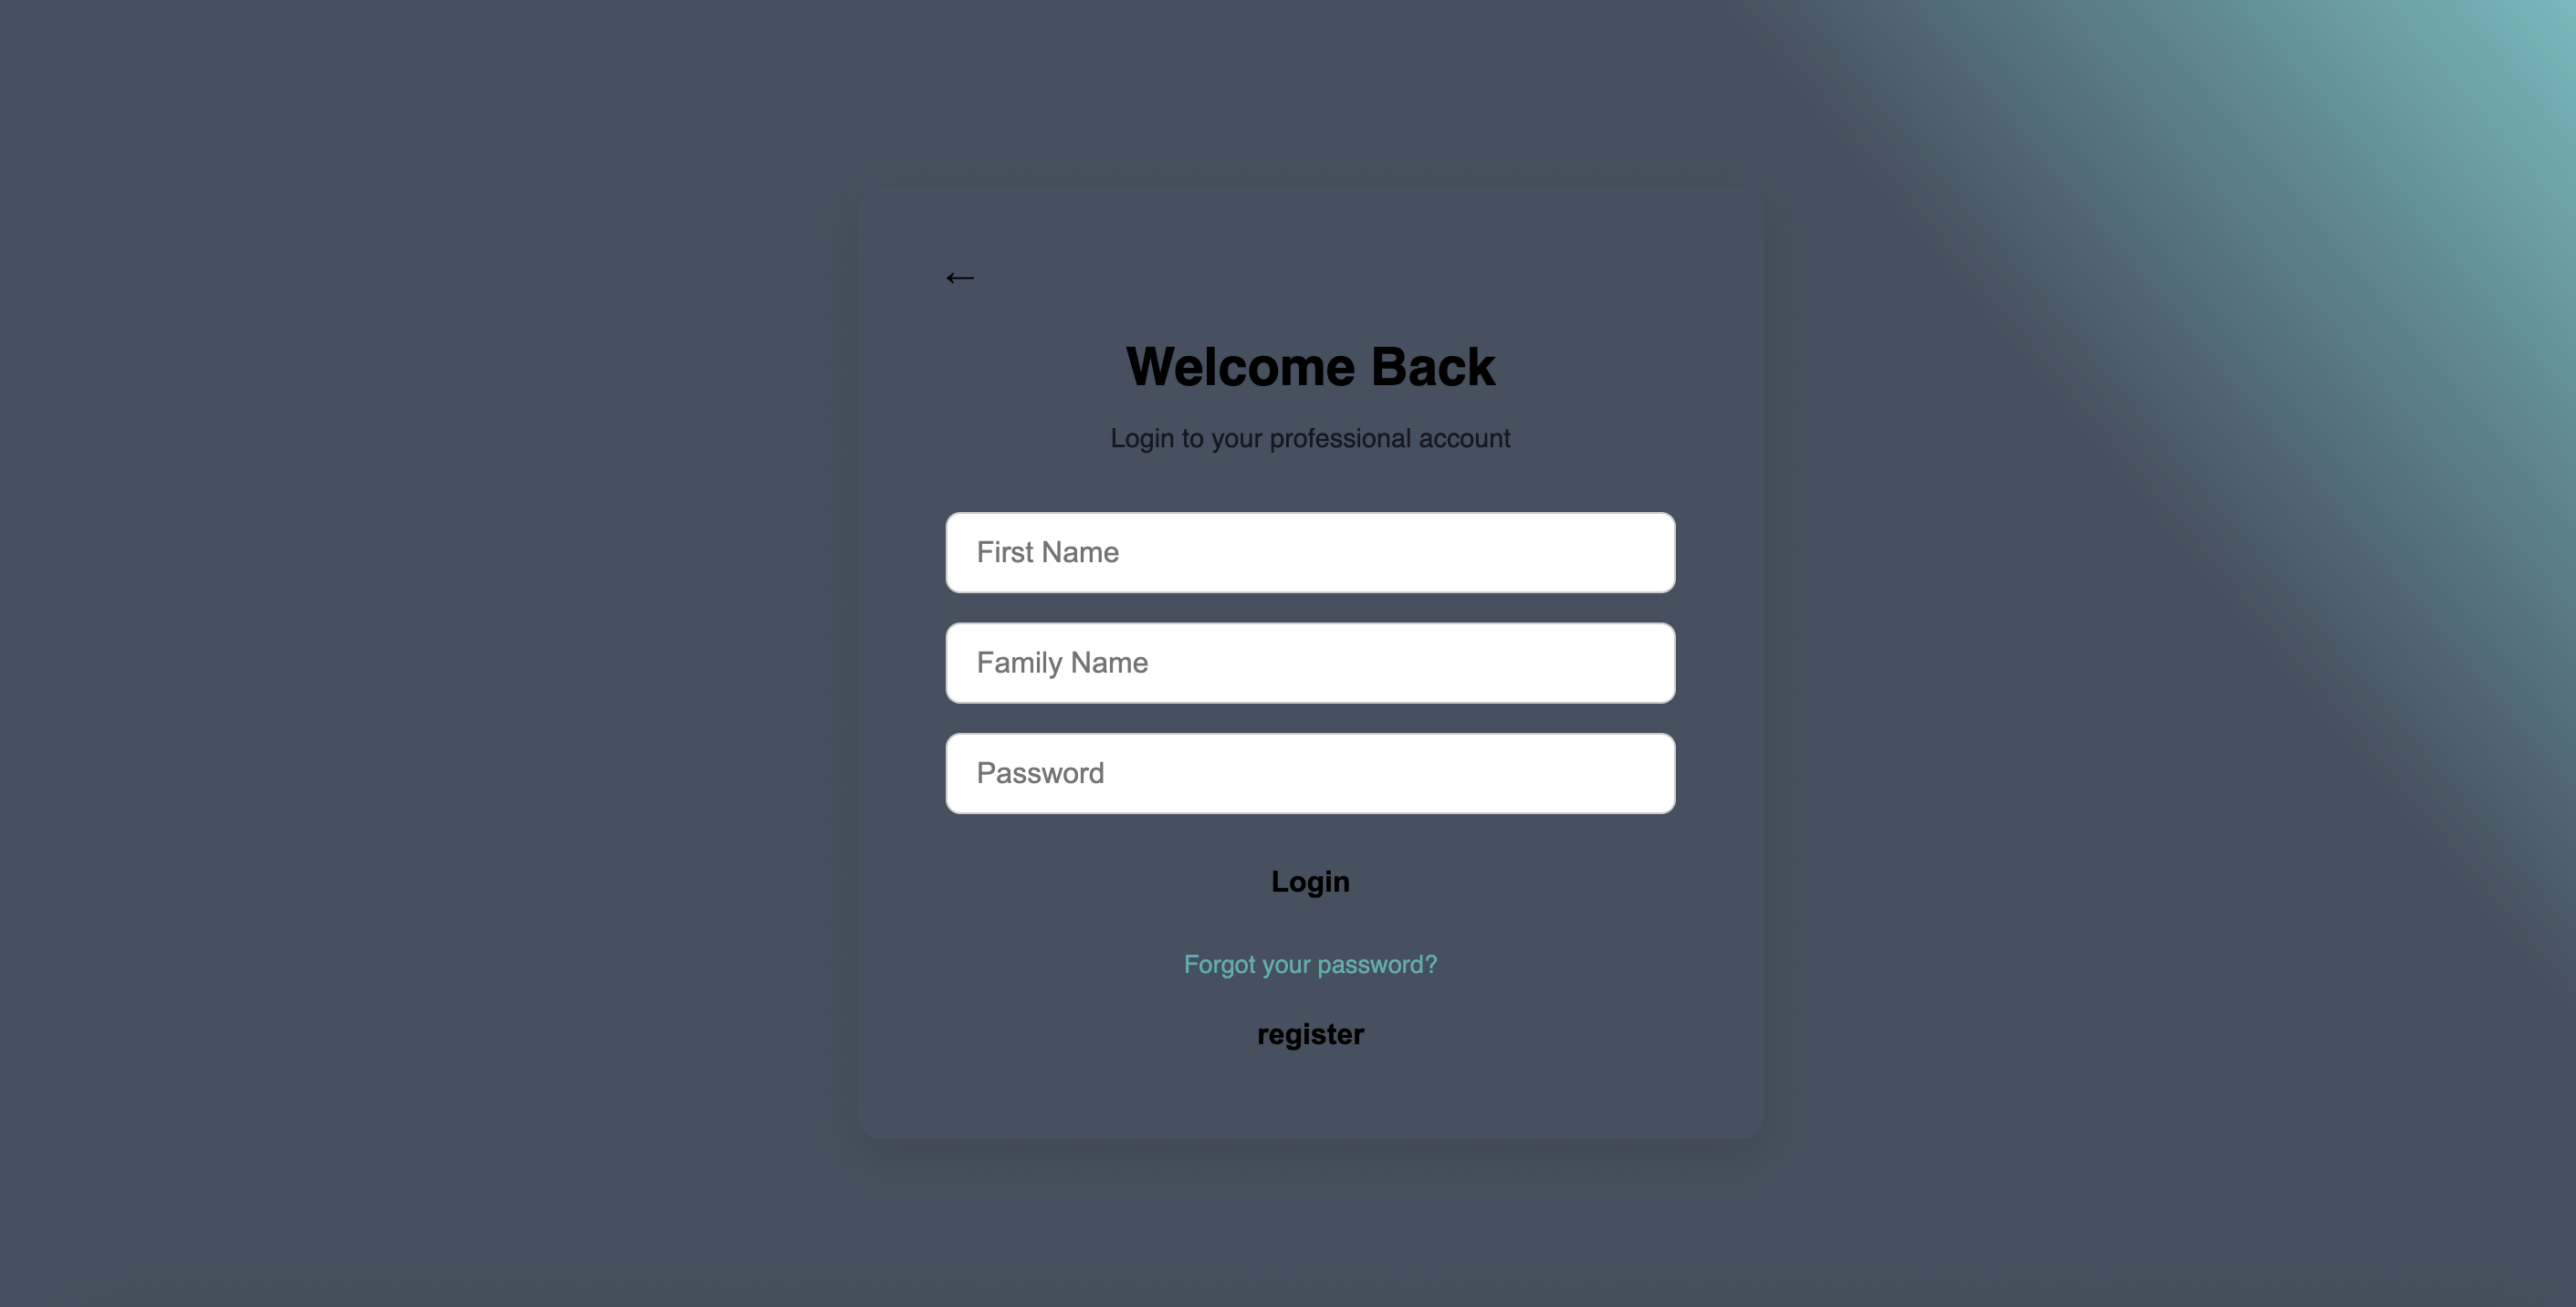 ←
Welcome Back
Login to your professional account
First Name
Family Name
Password
Login
Forgot your password?
register